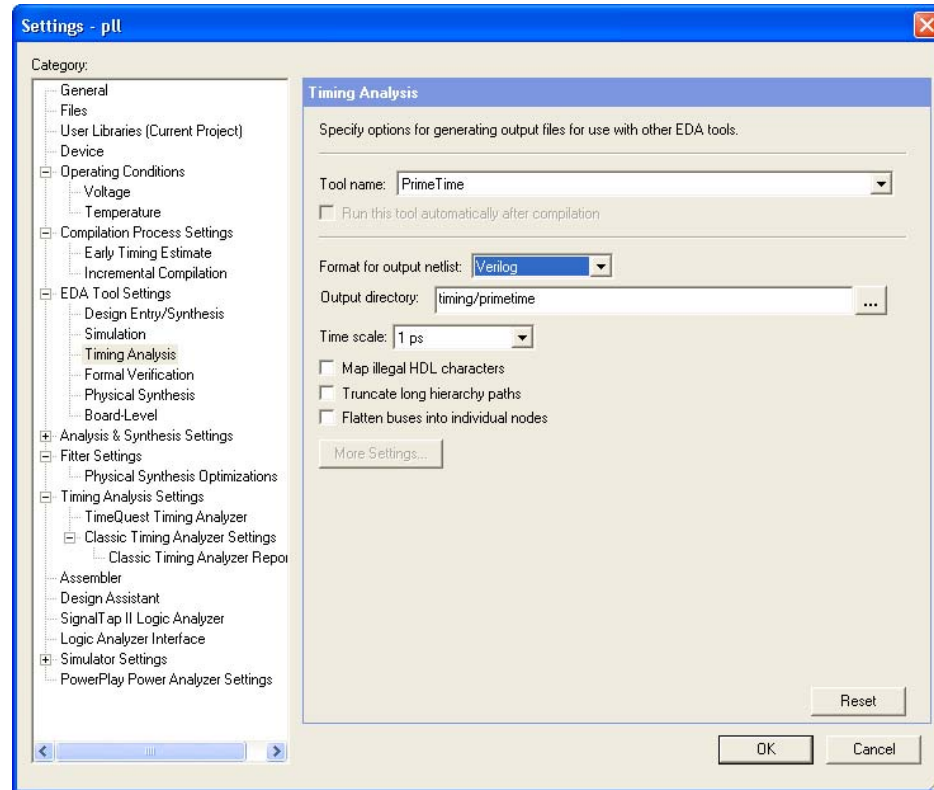 Settings - pll
Category:
General
Files
User Libraries (Current Project)
Device
Operating Conditions
Voltage
Temperature
Compilation Process Settings
Early Timing Estimate
Incremental Compilation
EDA Tool Settings
Design Entry/Synthesis
Simulation
Timing Analysis
Formal Verification
Physical Synthesis
Board-Level
Analysis & Synthesis Settings
Fitter Settings
Physical Synthesis Optimizations
Timing Analysis Settings
TimeQuest Timing Analyzer
Classic Timing Analyzer Settings
Classic Timing Analyzer Repor
Assembler
Design Assistant
SignalTap II Logic Analyzer
Logic Analyzer Interface
Simulator Settings
PowerPlay Power Analyzer Settings
Timing Analysis
Specify options for generating output files for use with other EDA tools.
Tool name: PrimeTime
Run this tool automatically after compilation
Format for output netlist: Verilog
Output directory: timing/primetime ...
Time scale: 1 ps
Map illegal HDL characters
Truncate long hierarchy paths
Flatten buses into individual nodes
More Settings...
Reset
OK Cancel